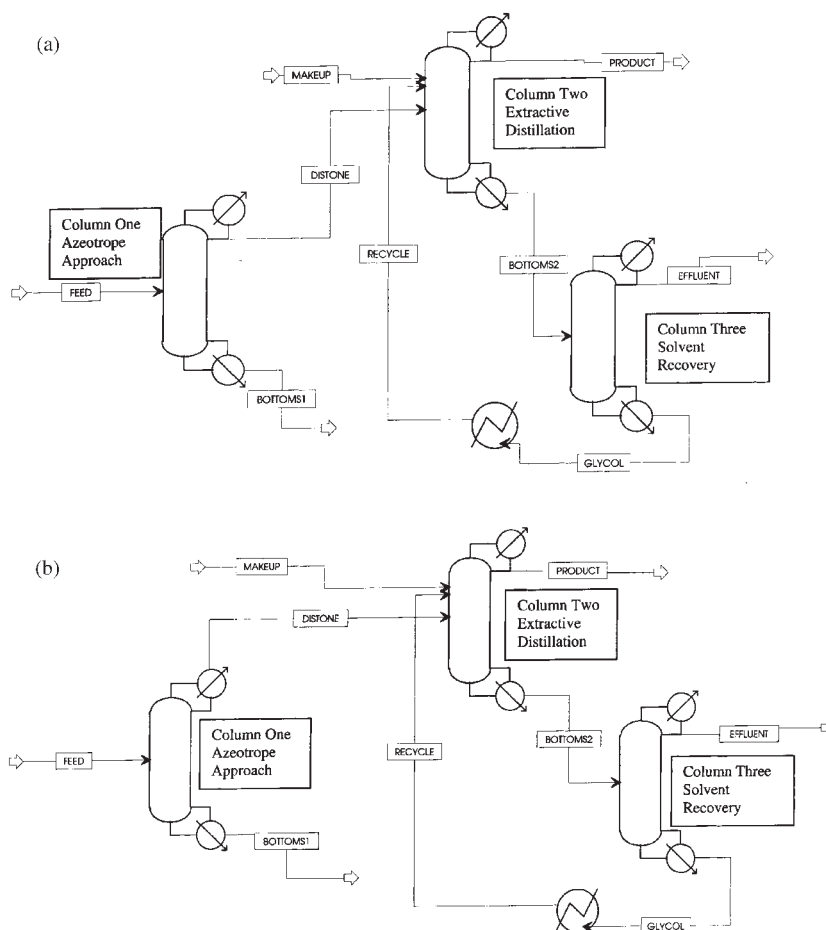 (a)
MAKEUP
PRODUCT
Column Two
Extractive
Distillation
DISTONE
Column One
Azeotrope
Approach
FEED
RECYCLE
BOTTOMS2
EFFLUENT
Column Three
Solvent
Recovery
BOTTOMS1
GLYCOL
(b)
MAKEUP
PRODUCT
Column Two
Extractive
Distillation
DISTONE
Column One
Azeotrope
Approach
FEED
RECYCLE
BOTTOMS2
EFFLUENT
Column Three
Solvent
Recovery
BOTTOMS1
GLYCOL